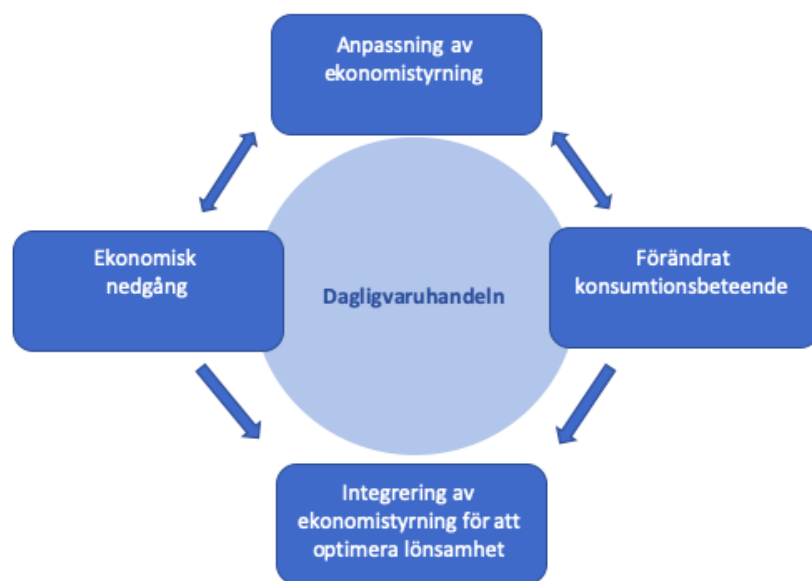 Anpassning av
ekonomistyrning
Ekonomisk
nedgång
Dagligvaruhandeln
Förändrat
konsumtionsbeteende
Integrering av
ekonomistyrning för att
optimera lönsamhet